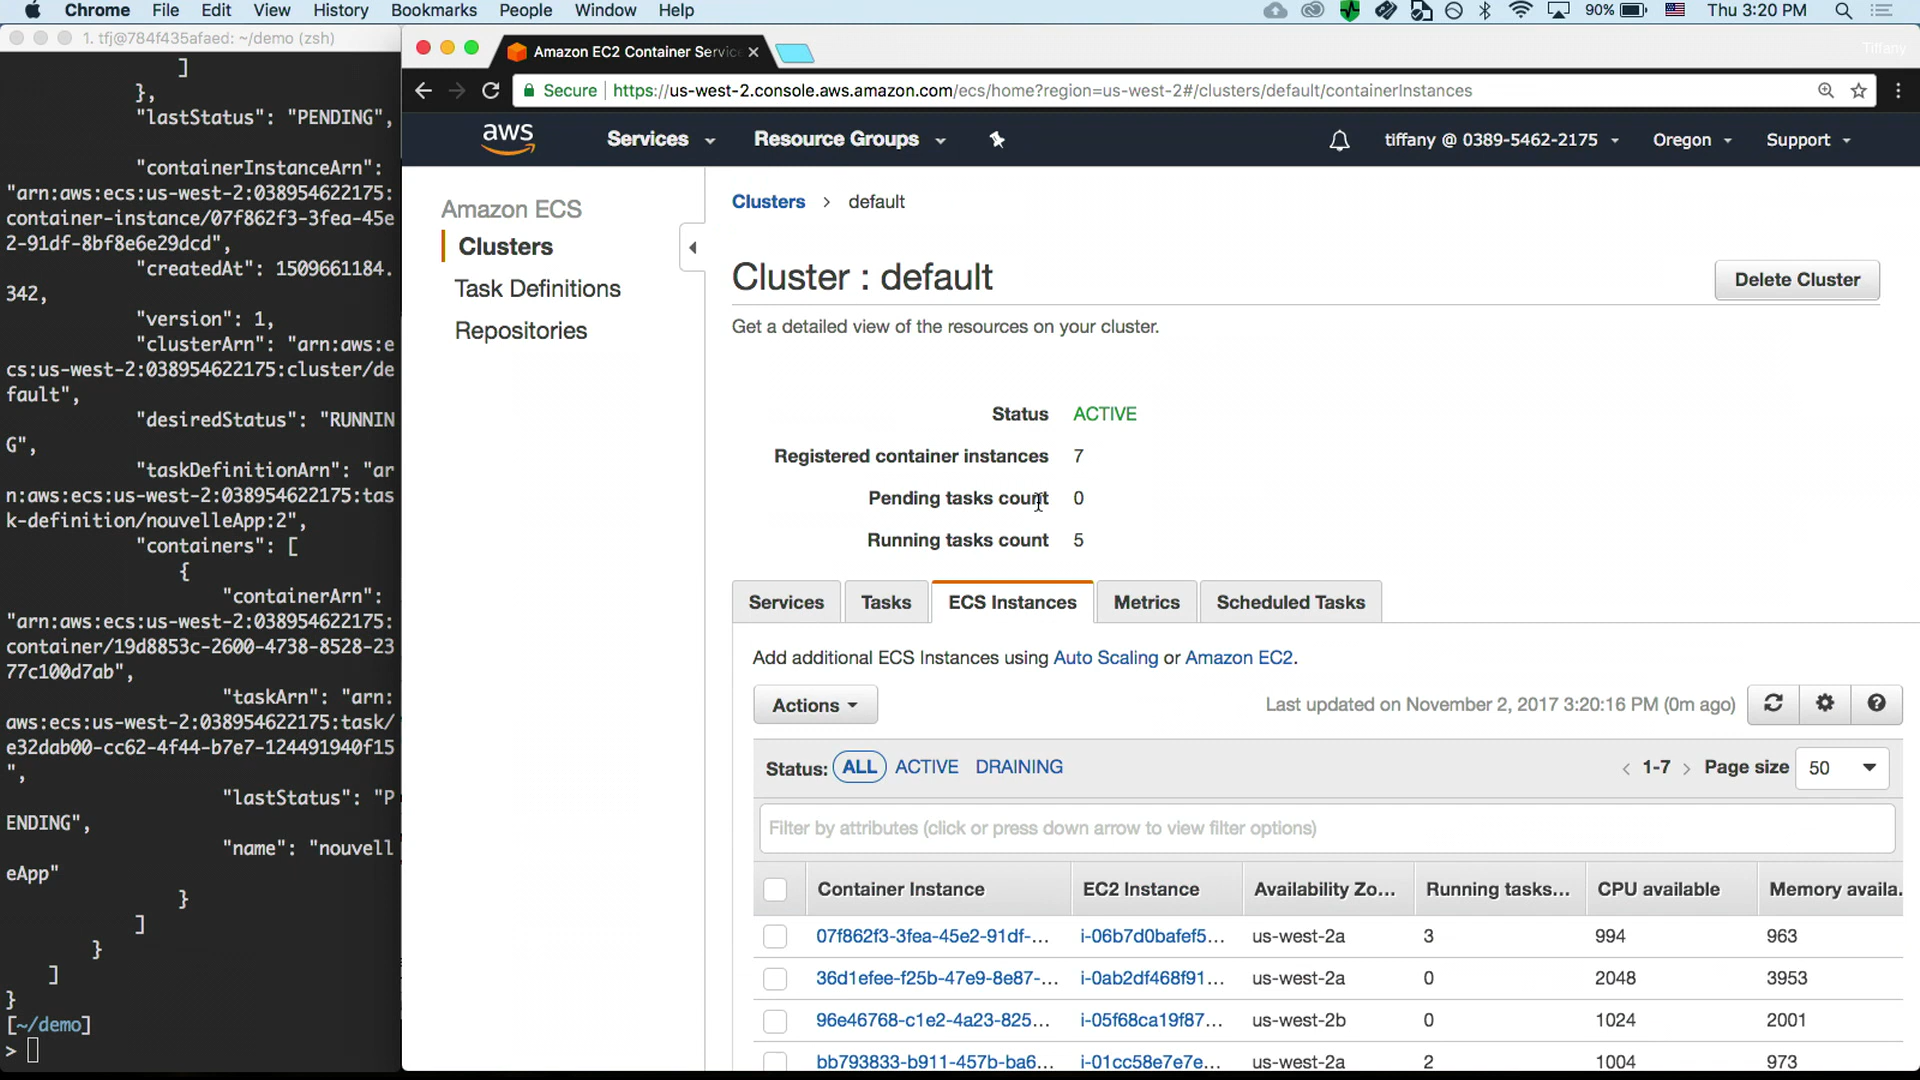 Chrome File Edit View History Bookmarks People Window Help 90% Thu 3:20 PM
1. tfj@784f435afaed: ~/demo (zsh)
]
},
"lastStatus": "PENDING",
"containerInstanceArn":
"arn:aws:ecs:us-west-2:038954622175:
container-instance/07f862f3-3fea-45e
2-91df-8bf8e6e29dcd",
"createdAt": 1509661184.
342,
"version": 1,
"clusterArn": "arn:aws:e
cs:us-west-2:038954622175:cluster/de
fault",
"desiredStatus": "RUNNIN
G",
"taskDefinitionArn": "ar
n:aws:ecs:us-west-2:038954622175:tas
k-definition/nouvelleApp:2",
"containers": [
{
"containerArn":
"arn:aws:ecs:us-west-2:038954622175:
container/19d8853c-2600-4738-8528-23
77c100d7ab",
"taskArn": "arn:
aws:ecs:us-west-2:038954622175:task/
e32dab00-cc62-4f44-b7e7-124491940f15
",
"lastStatus": "P
ENDING",
"name": "nouvell
eApp"
}
]
}
]
}
[~/demo]
>
Amazon EC2 Container Servic
Tiffany
Secure https://us-west-2.console.aws.amazon.com/ecs/home?region=us-west-2#/clusters/default/containerInstances
aws Services Resource Groups tiffany @ 0389-5462-2175 Oregon Support
Amazon ECS
Clusters
Task Definitions
Repositories
Clusters > default
Cluster : default
Delete Cluster
Get a detailed view of the resources on your cluster.
Status ACTIVE
Registered container instances 7
Pending tasks count 0
Running tasks count 5
Services Tasks ECS Instances Metrics Scheduled Tasks
Add additional ECS Instances using Auto Scaling or Amazon EC2.
Actions Last updated on November 2, 2017 3:20:16 PM (0m ago)
Status: ALL ACTIVE DRAINING < 1-7 > Page size 50
Filter by attributes (click or press down arrow to view filter options)
Container Instance EC2 Instance Availability Zo... Running tasks... CPU available Memory availa.
07f862f3-3fea-45e2-91df-... i-06b7d0bafef5... us-west-2a 3 994 963
36d1efee-f25b-47e9-8e87-... i-0ab2df468f91... us-west-2a 0 2048 3953
96e46768-c1e2-4a23-825... i-05f68ca19f87... us-west-2b 0 1024 2001
bb793833-b911-457b-ba6... i-01cc58e7e7e... us-west-2a 2 1004 973